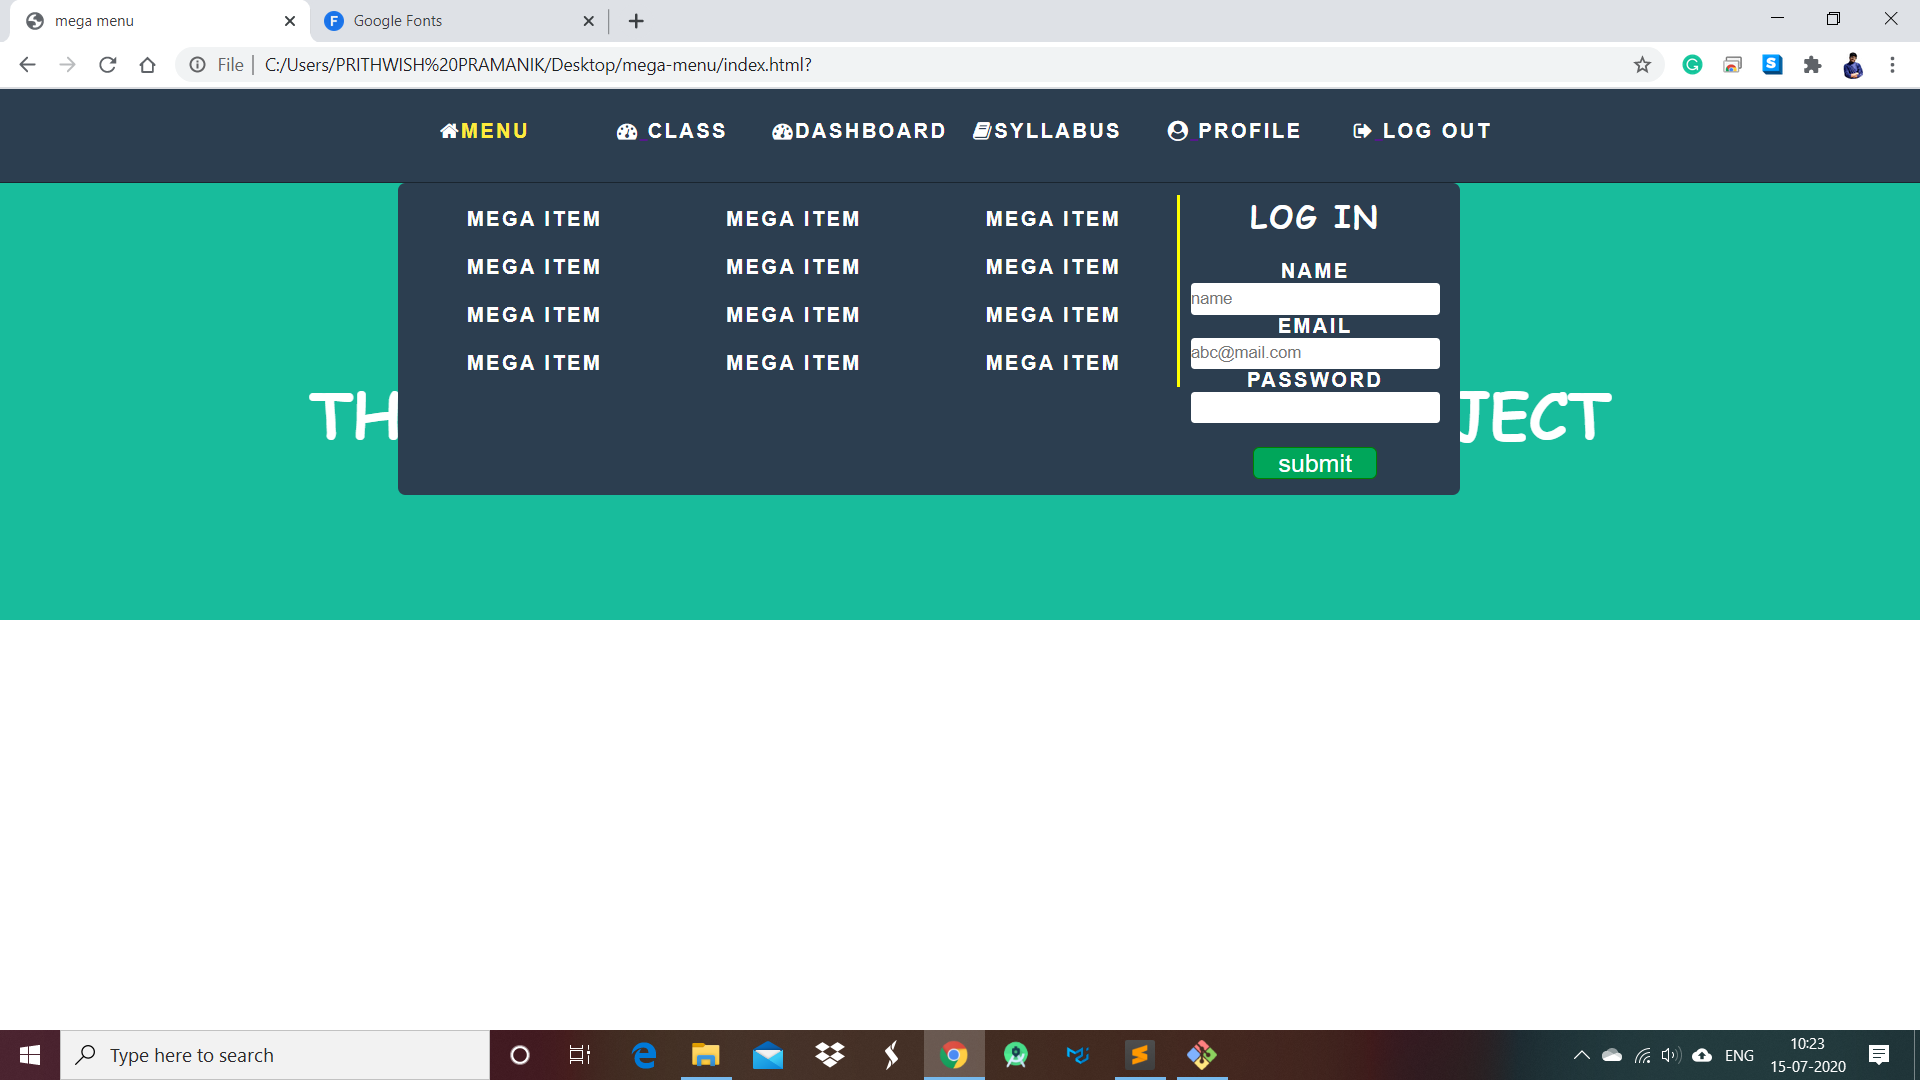 mega menu
Google Fonts
File
C:/Users/PRITHWISH%20PRAMANIK/Desktop/mega-menu/index.html?
MENU CLASS DASHBOARD SYLLABUS PROFILE LOG OUT
MEGA ITEM MEGA ITEM MEGA ITEM
MEGA ITEM MEGA ITEM MEGA ITEM
MEGA ITEM MEGA ITEM MEGA ITEM
MEGA ITEM MEGA ITEM MEGA ITEM
LOG IN
NAME
name
EMAIL
abc@mail.com
PASSWORD
submit
TH JECT
Type here to search
ENG
10:23
15-07-2020